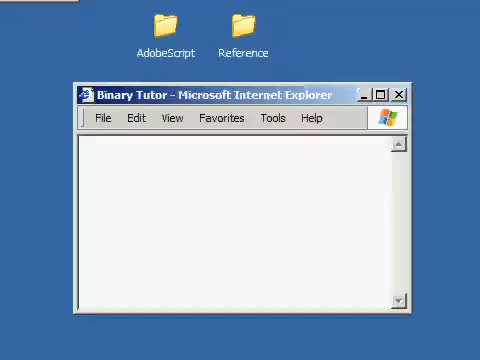 AdobeScript Reference
Binary Tutor - Microsoft Internet Explorer
File Edit View Favorites Tools Help